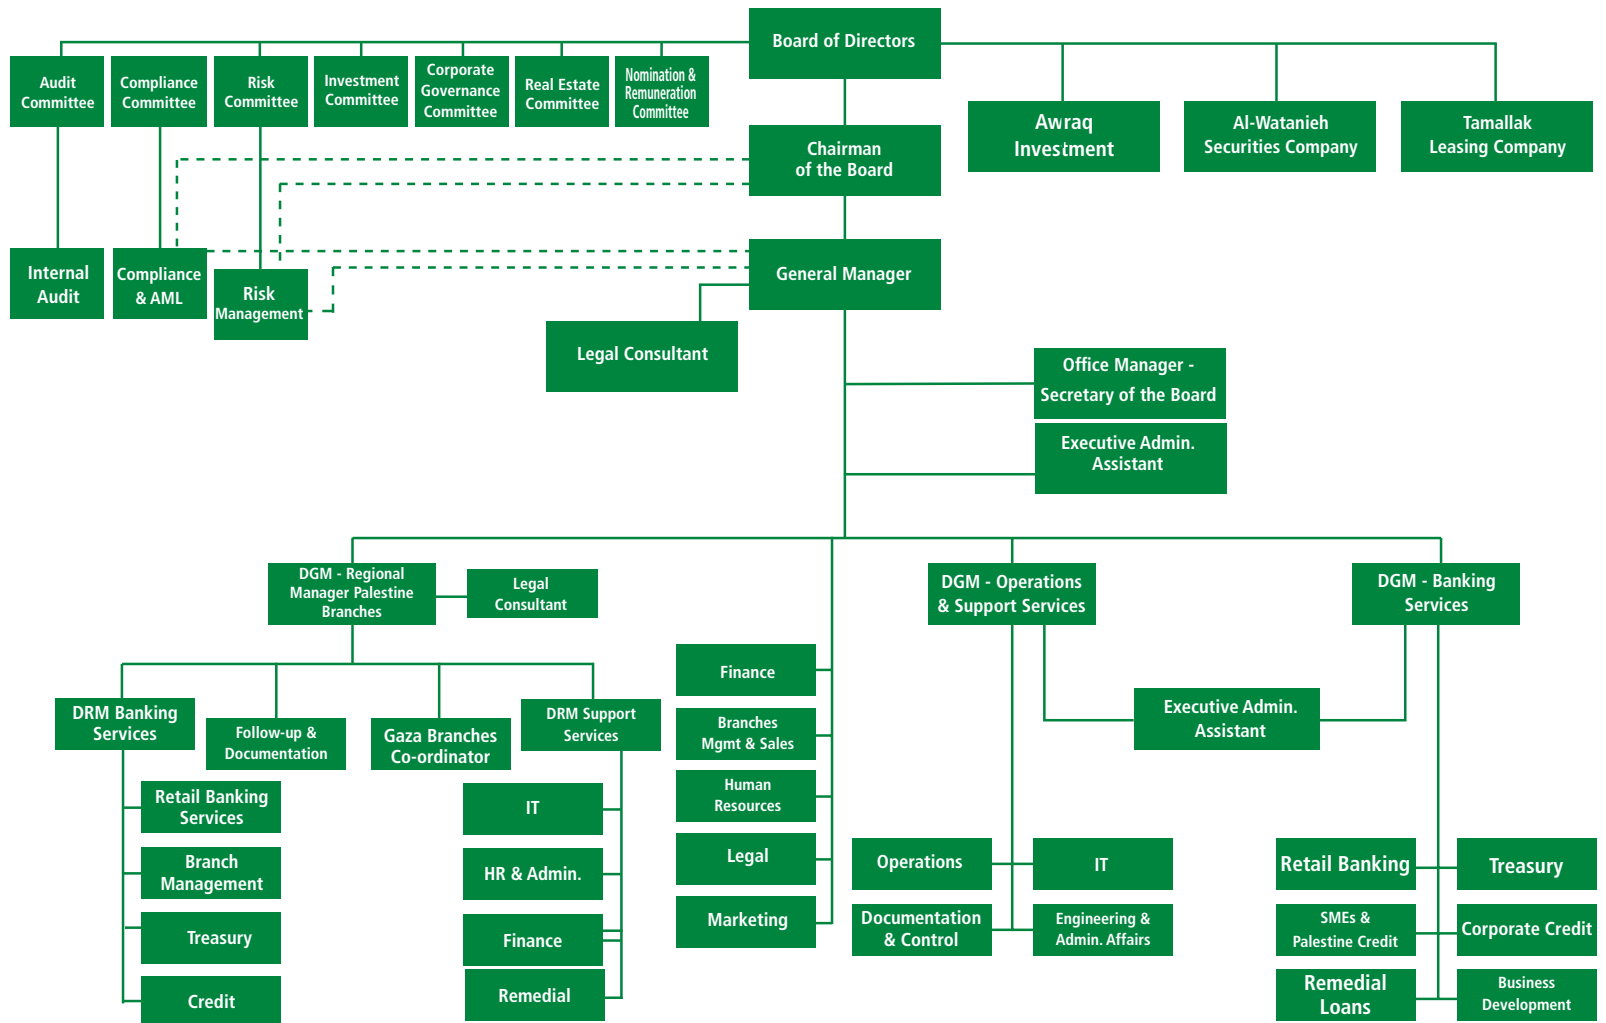 Board of Directors
Audit
Committee
Compliance
Committee
Risk
Committee
Investment
Committee
Corporate
Governance
Committee
Real Estate
Committee
Nomination &
Remuneration
Committee
Awraq
Investment
Al-Watanieh
Securities Company
Tamallak
Leasing Company
Chairman
of the Board
Internal
Audit
Compliance
& AML
Risk
Management
General Manager
Legal Consultant
Office Manager -
Secretary of the Board
Executive Admin.
Assistant
DGM - Regional
Manager Palestine
Branches
Legal
Consultant
DGM - Operations
& Support Services
DGM - Banking
Services
Finance
Branches
Mgmt & Sales
Human
Resources
Legal
Marketing
Executive Admin.
Assistant
DRM Banking
Services
Follow-up &
Documentation
Gaza Branches
Co-ordinator
DRM Support
Services
Retail Banking
Services
Branch
Management
Treasury
Credit
IT
HR & Admin.
Finance
Remedial
Operations
IT
Documentation
& Control
Engineering &
Admin. Affairs
Retail Banking
Treasury
SMEs &
Palestine Credit
Corporate Credit
Remedial
Loans
Business
Development